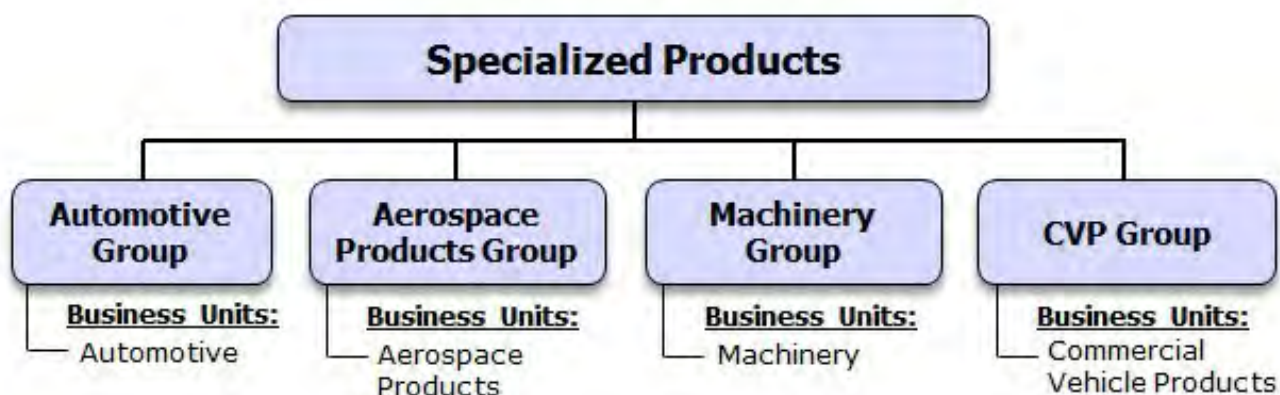 Specialized Products
Automotive
Group
Aerospace
Products Group
Machinery
Group
CVP Group
Business Units:
Automotive
Business Units:
Aerospace
Products
Business Units:
Machinery
Business Units:
Commercial
Vehicle Products